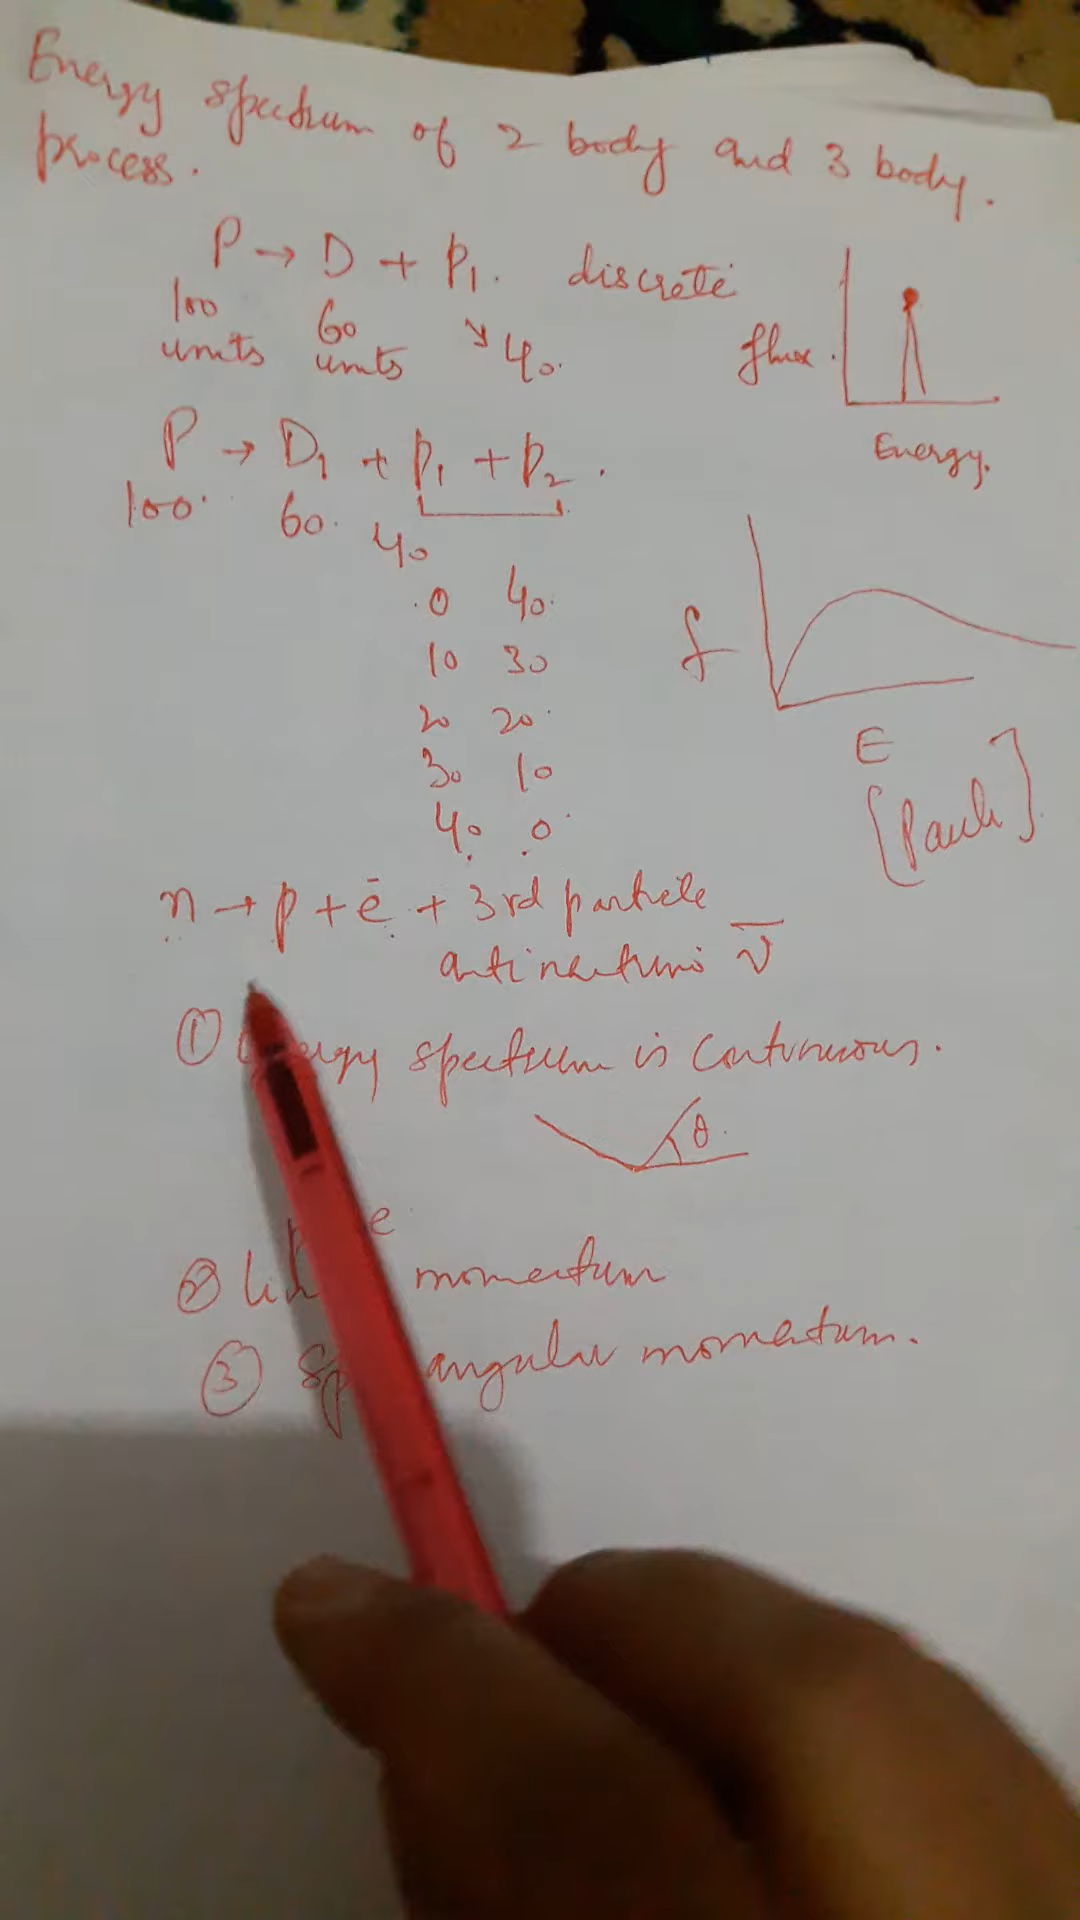 Energy spectrum of 2 body and 3 body.
process.
P → D + P1. discrete
100 units 60 units ↘ 40.
flux.
Energy.
P → D1 + P1 + P2.
100. 60. 40
0 40.
10 30
20 20.
30 10
40 0
f
E
[Pauli]
n → p + ē + 3rd particle
antineutrino ν̅
① energy spectrum is continuous.
θ
e
② momentum
③ angular momentum.